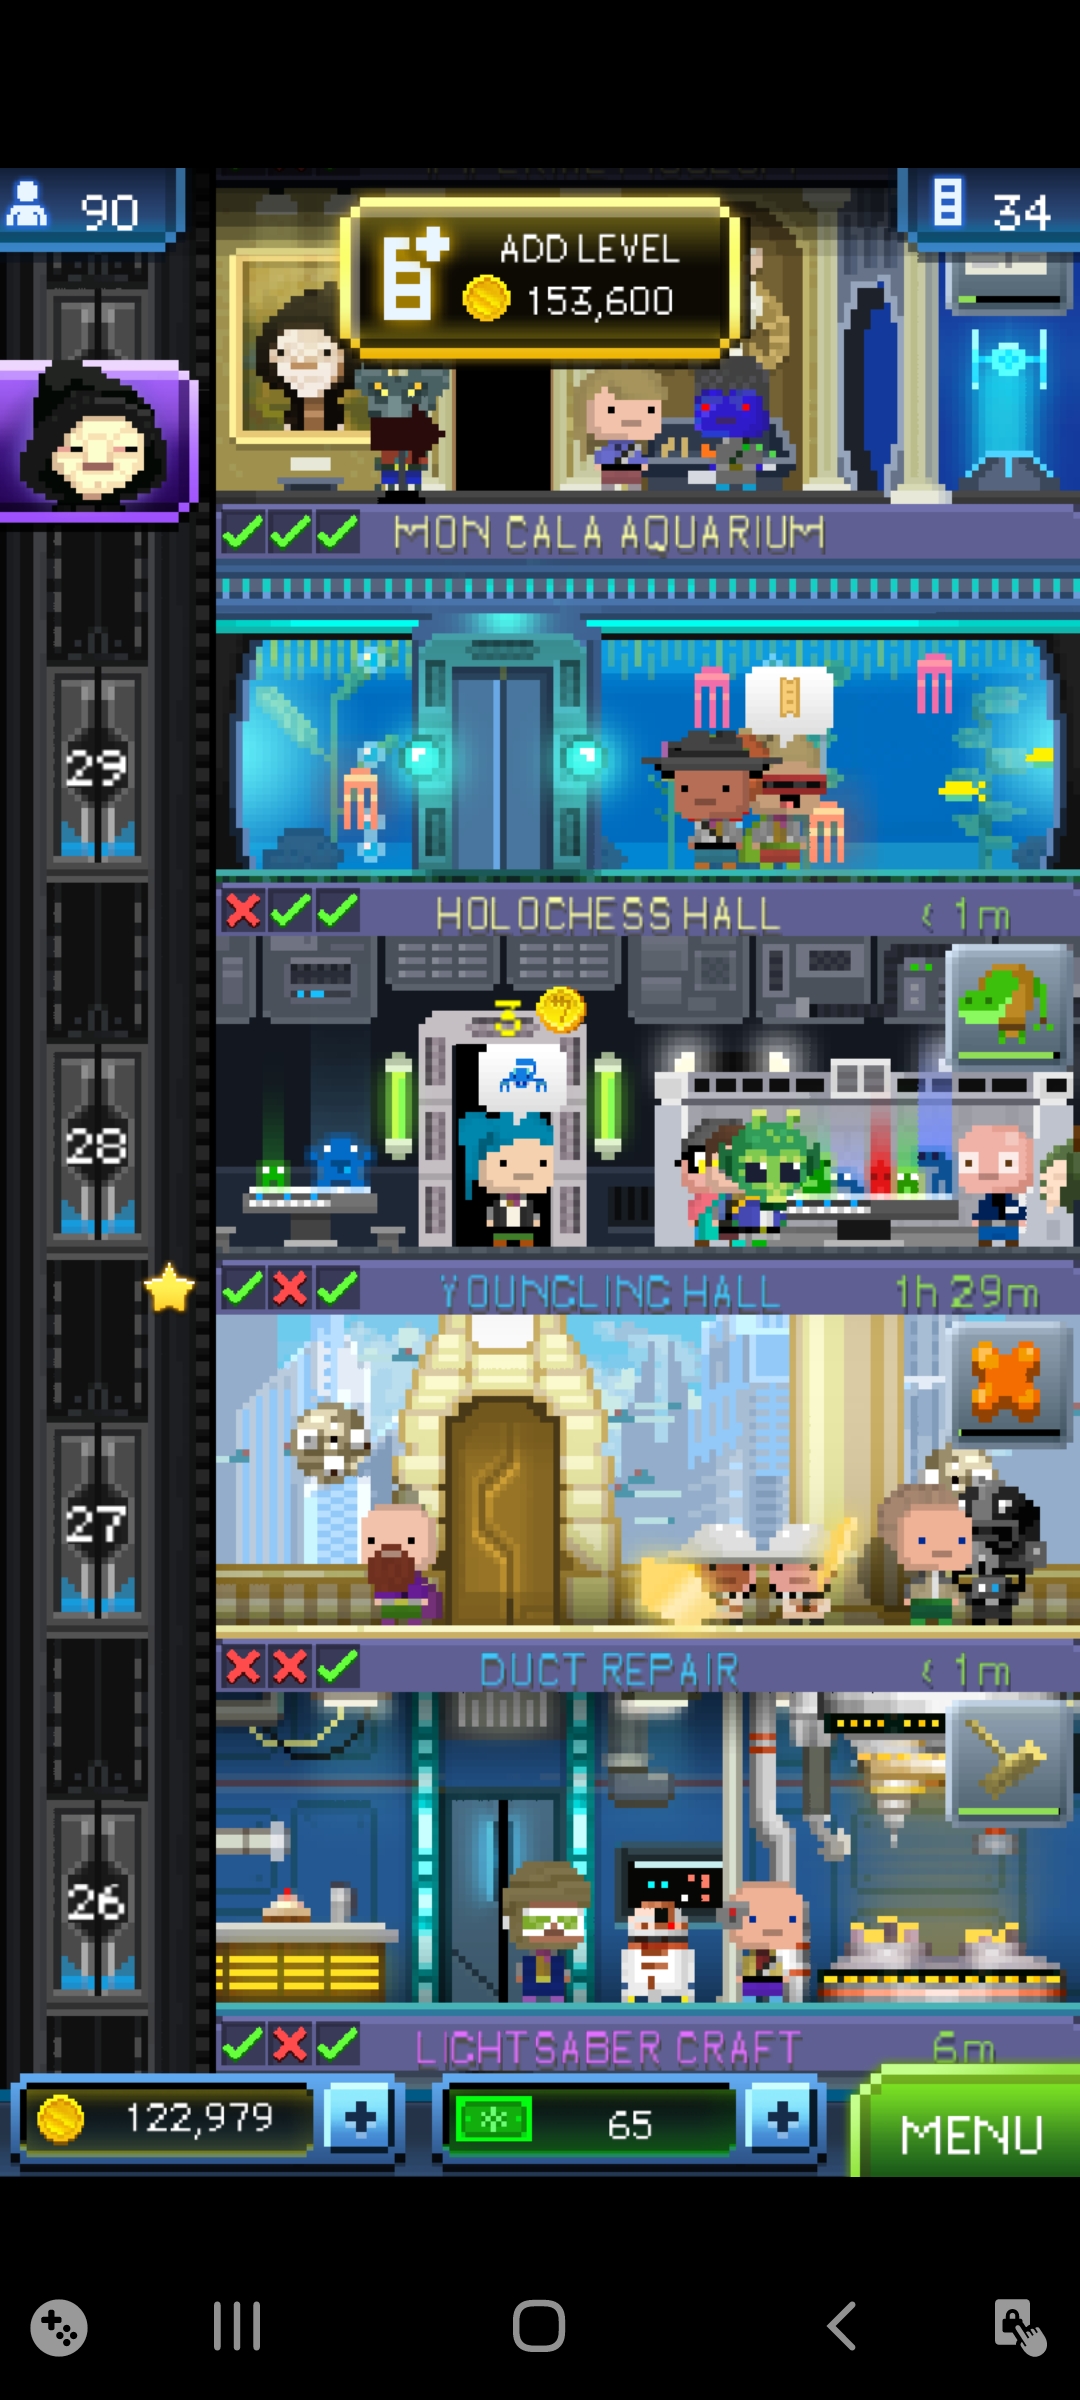 90
34
ADD LEVEL
153,600
MON CALA AQUARIUM
29
HOLOCHESS HALL < 1m
3
28
YOUNGLING HALL 1h 29m
27
DUCT REPAIR < 1m
26
LIGHTSABER CRAFT 6m
122,979
65
MENU